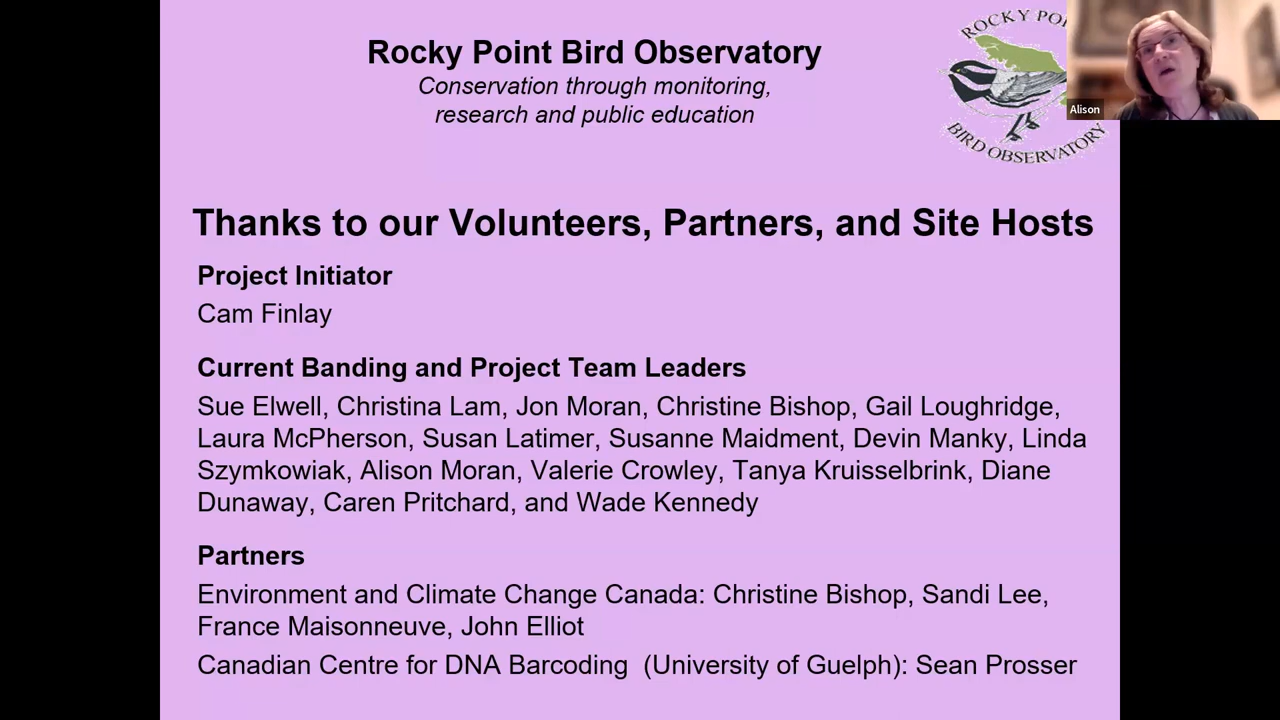 Rocky Point Bird Observatory
Conservation through monitoring,
research and public education
ROCKY
BIRD OBSERVATORY
Alison
Thanks to our Volunteers, Partners, and Site Hosts
Project Initiator
Cam Finlay
Current Banding and Project Team Leaders
Sue Elwell, Christina Lam, Jon Moran, Christine Bishop, Gail Loughridge,
Laura McPherson, Susan Latimer, Susanne Maidment, Devin Manky, Linda
Szymkowiak, Alison Moran, Valerie Crowley, Tanya Kruisselbrink, Diane
Dunaway, Caren Pritchard, and Wade Kennedy
Partners
Environment and Climate Change Canada: Christine Bishop, Sandi Lee,
France Maisonneuve, John Elliot
Canadian Centre for DNA Barcoding (University of Guelph): Sean Prosser